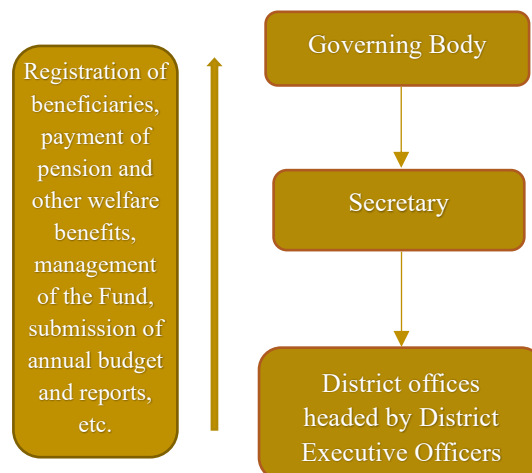 Registration of
beneficiaries,
payment of
pension and
other welfare
benefits,
management
of the Fund,
submission of
annual budget
and reports,
etc.
Governing Body
Secretary
District offices
headed by District
Executive Officers